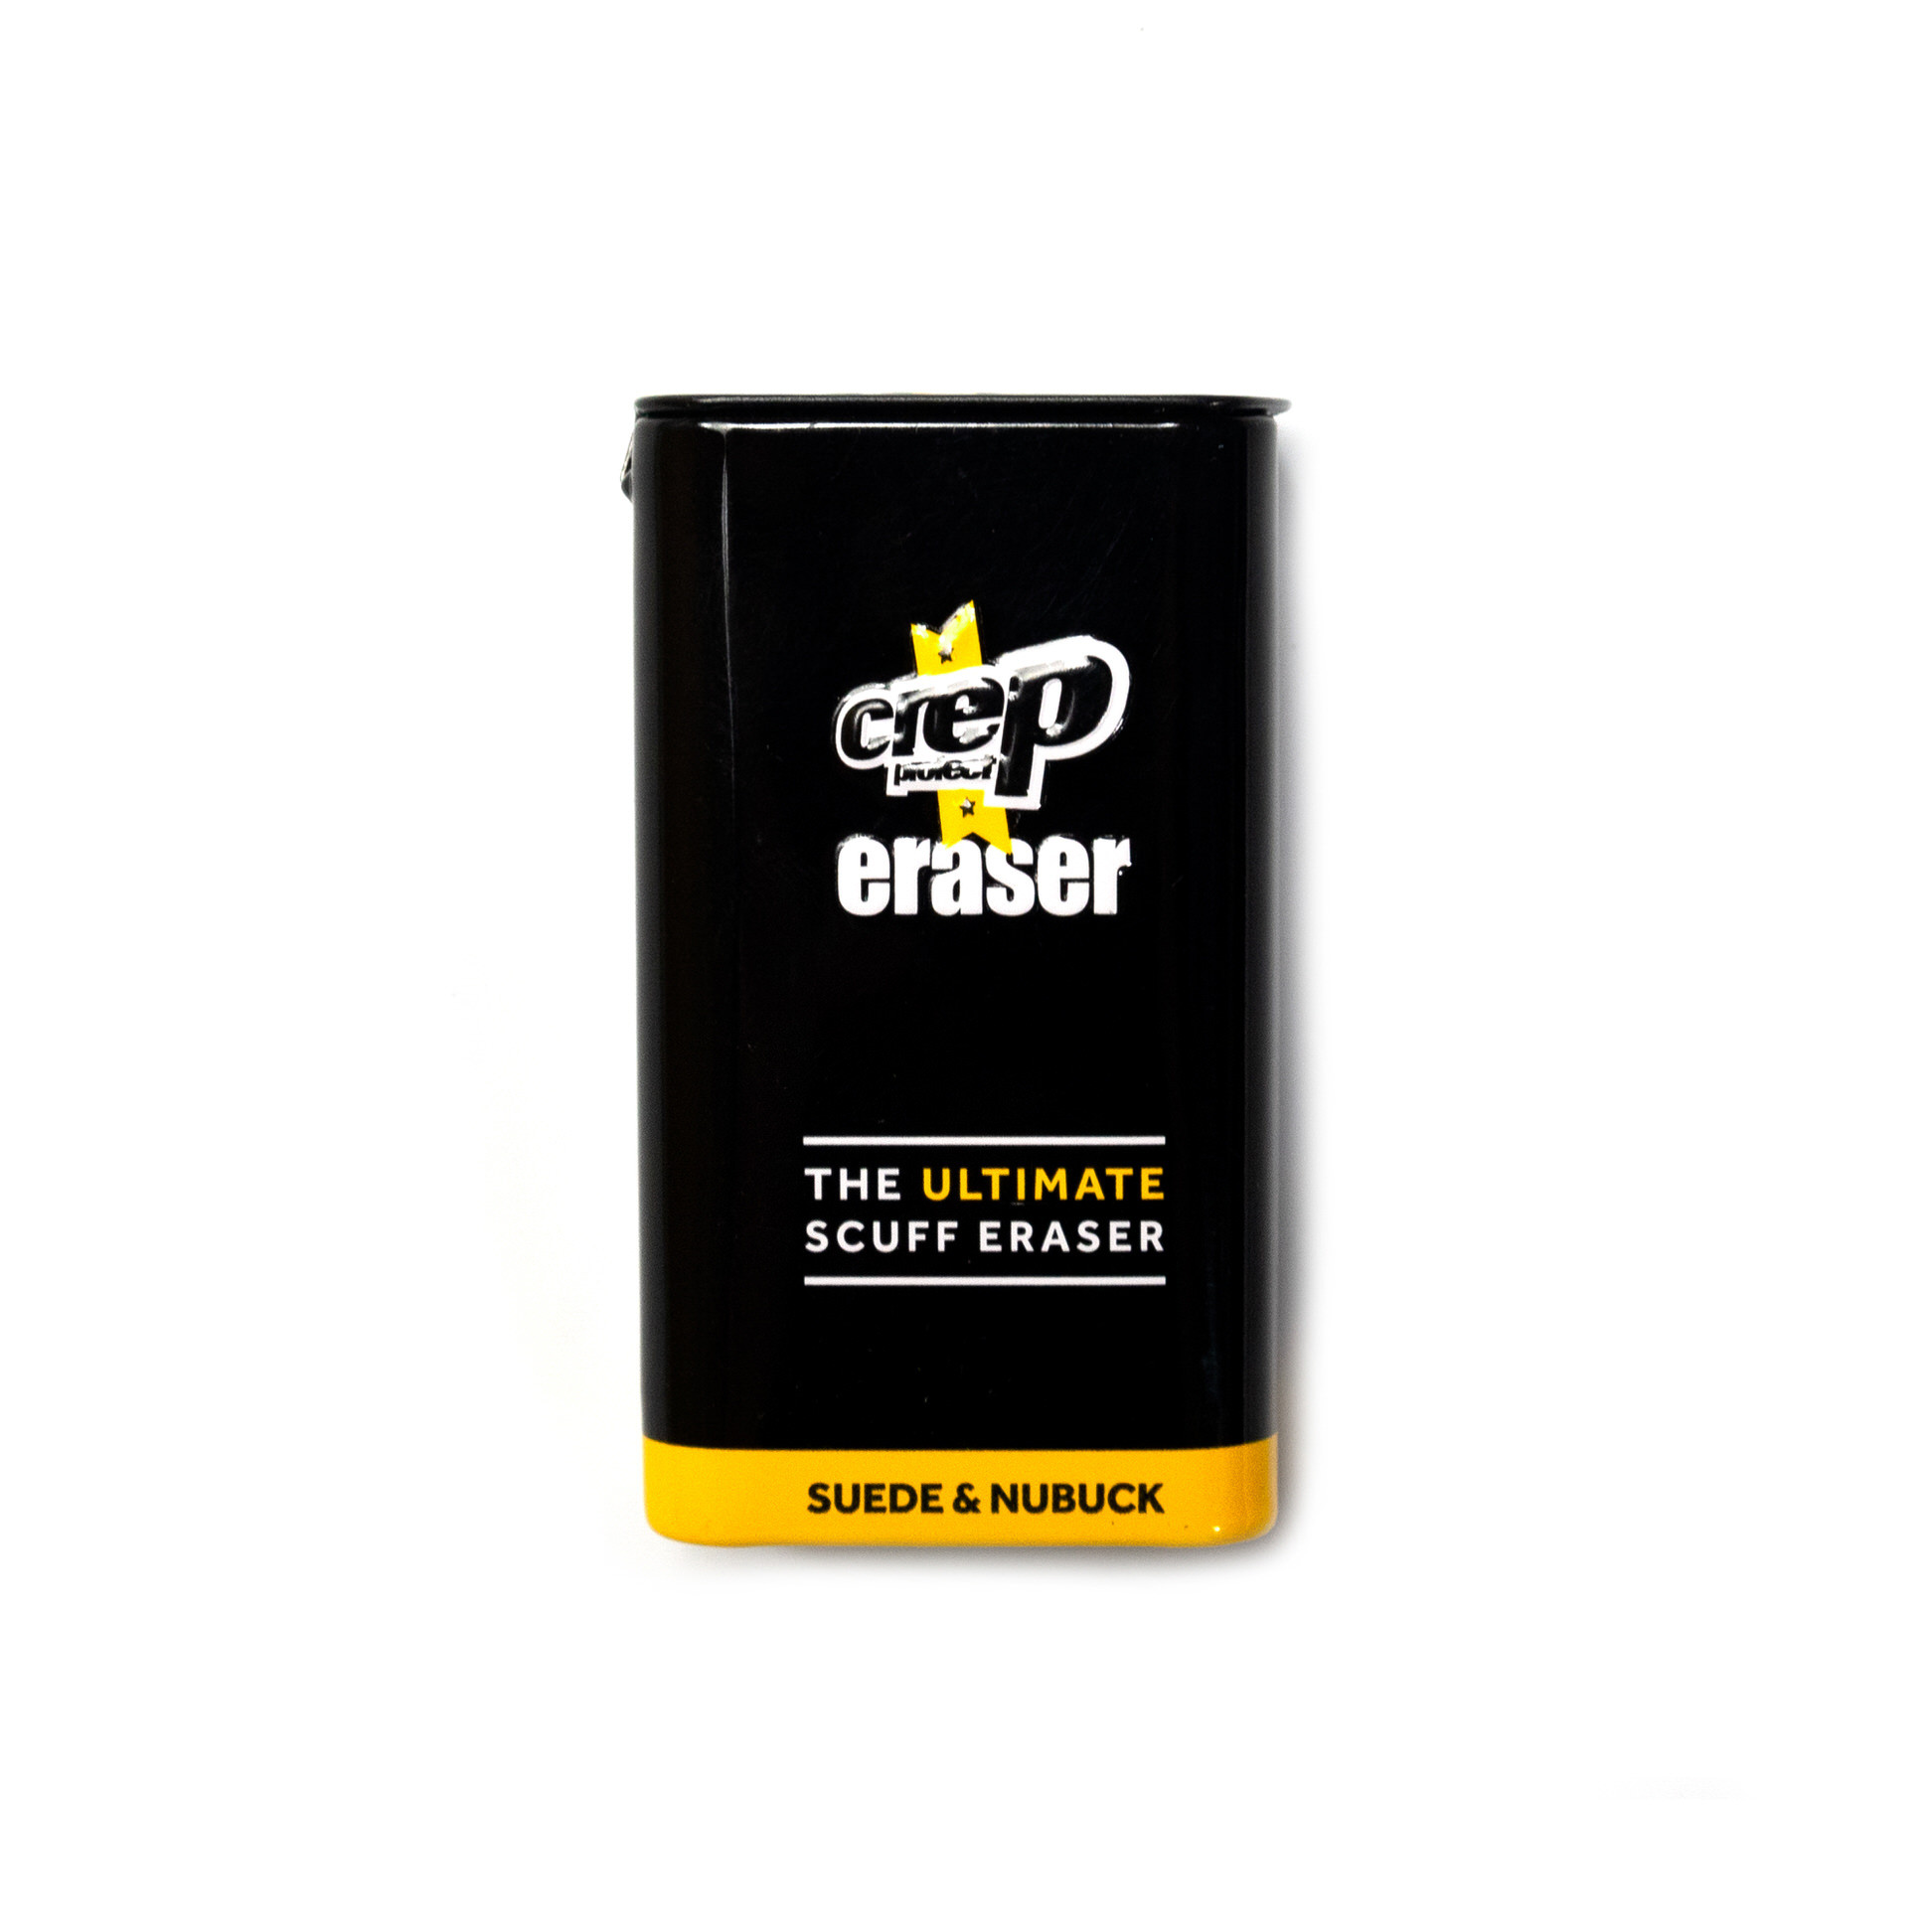 crep
protect
eraser
THE ULTIMATE
SCUFF ERASER
SUEDE & NUBUCK